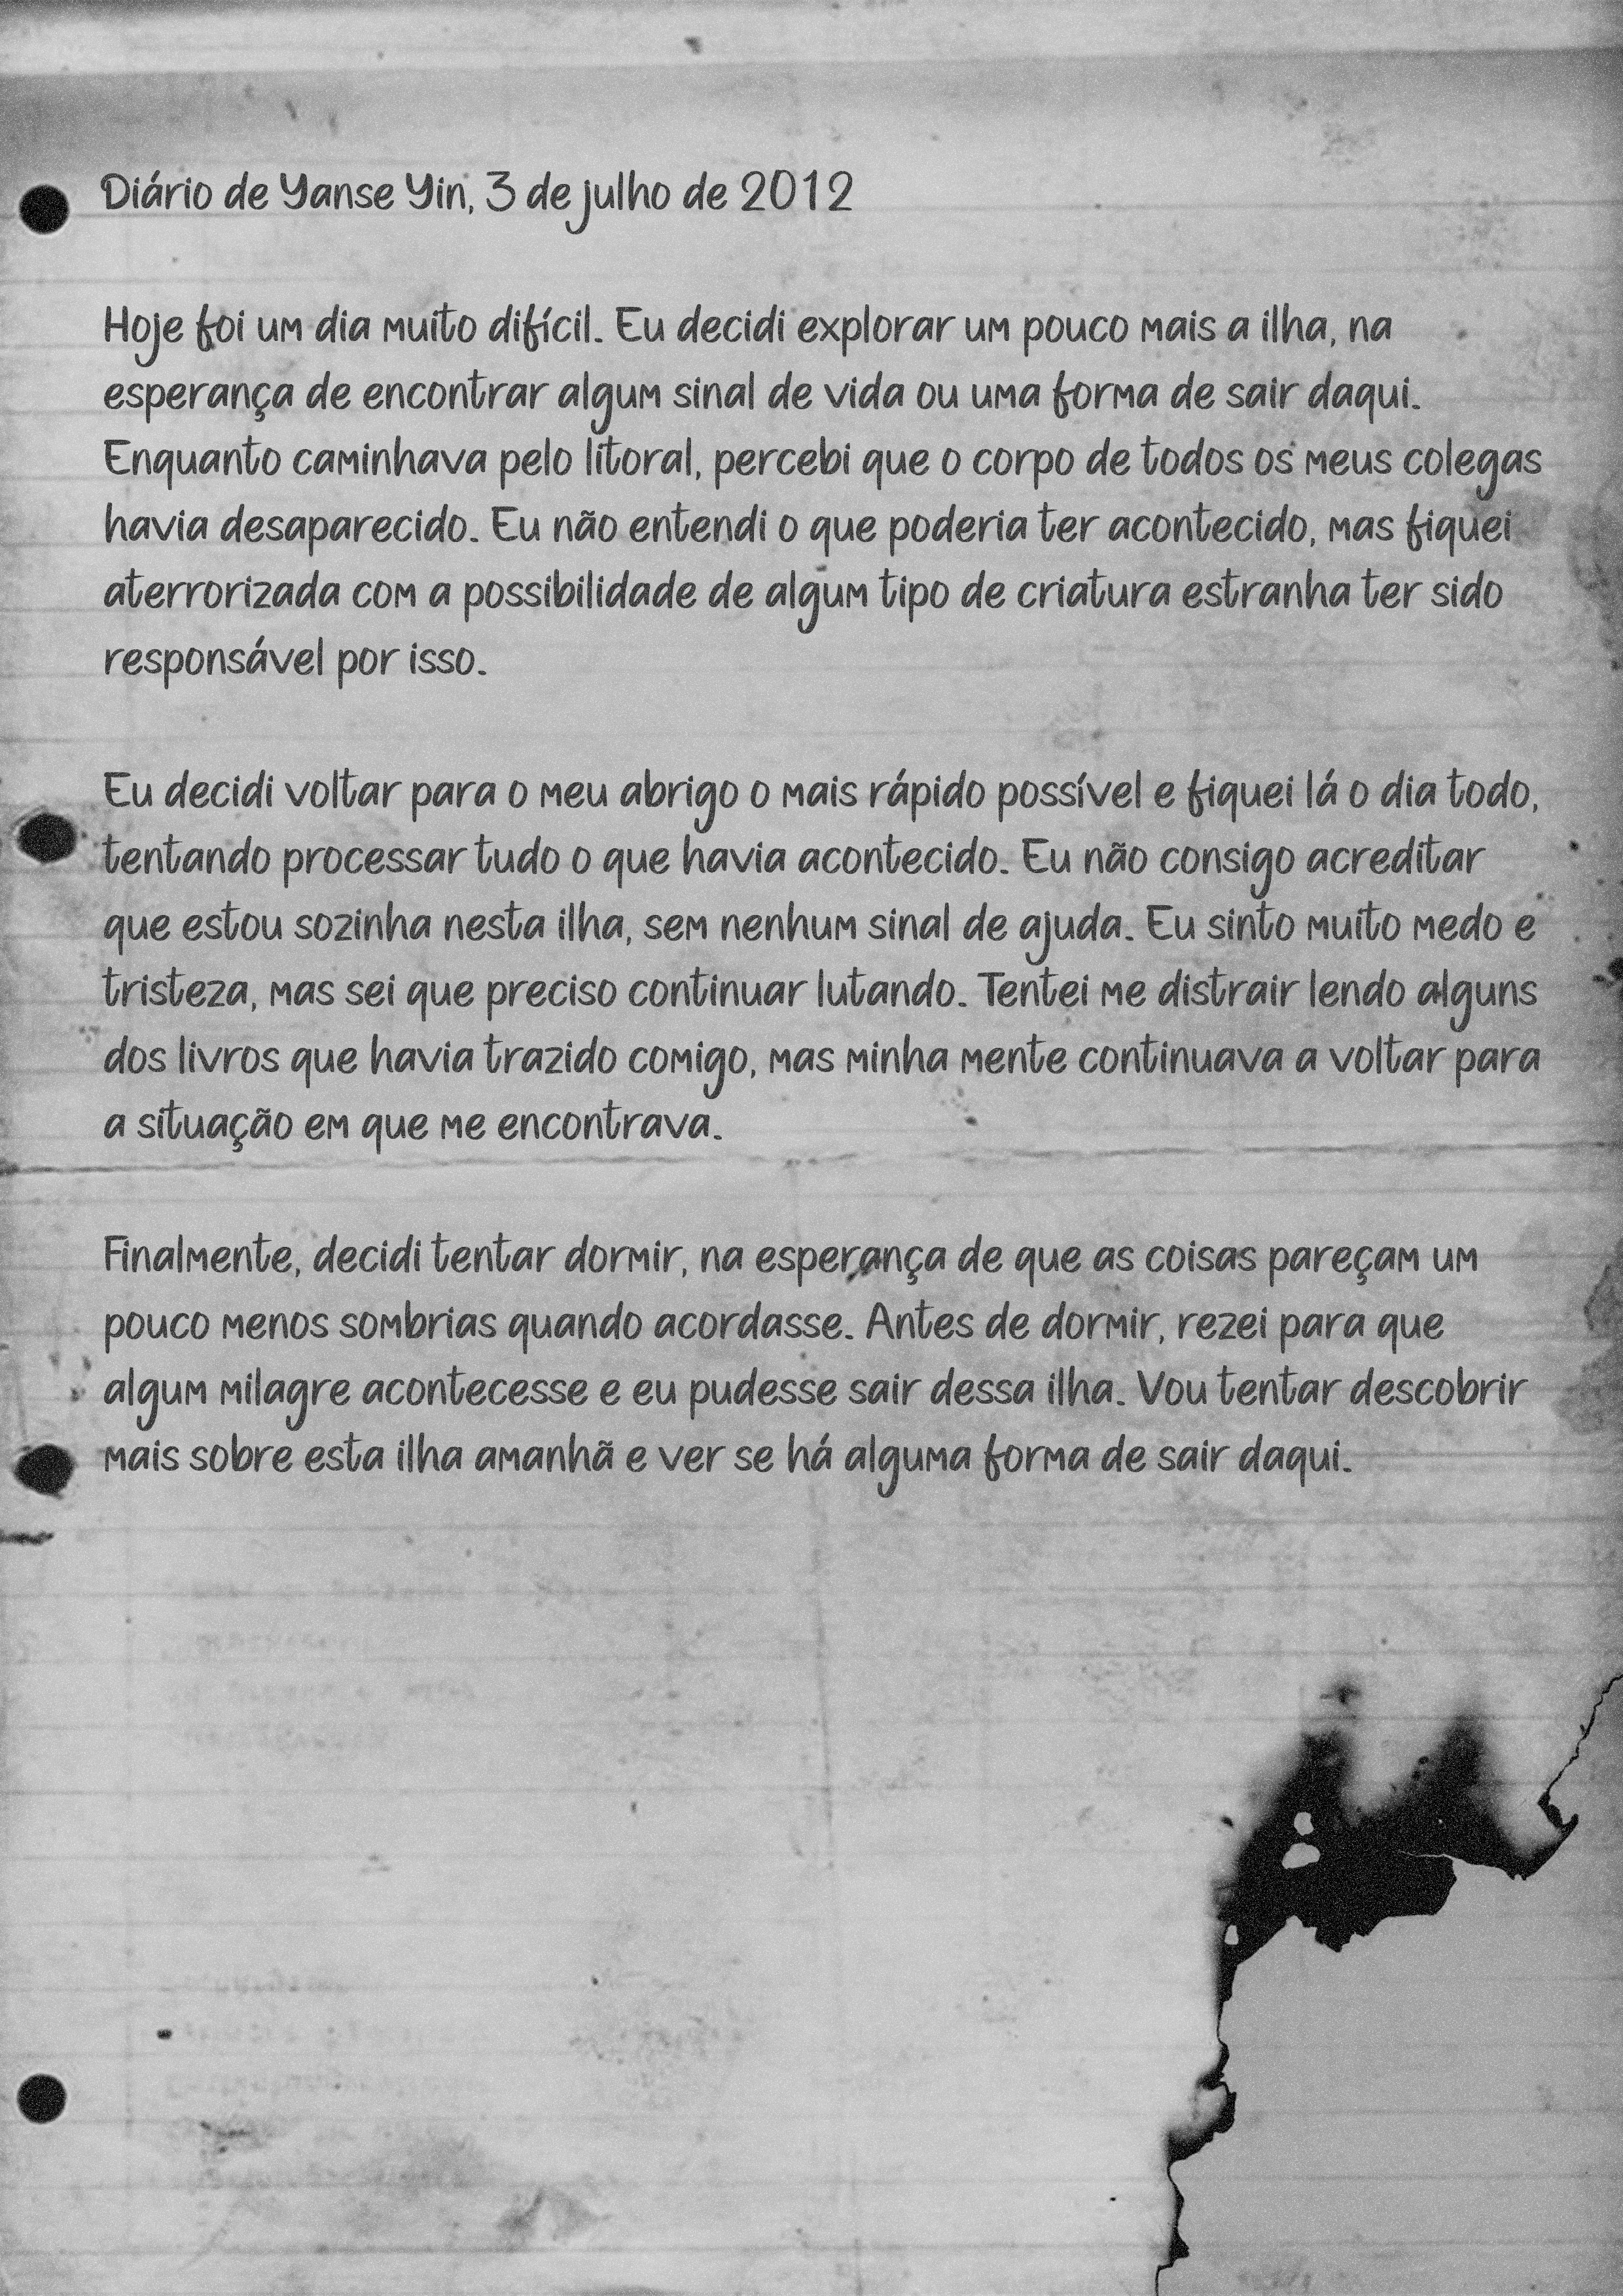 Diário de Yanse Yin, 3 de julho de 2012
Hoje foi um dia muito difícil. Eu decidi explorar um pouco mais a ilha, na
esperança de encontrar algum sinal de vida ou uma forma de sair daqui.
Enquanto caminhava pelo litoral, percebi que o corpo de todos os meus colegas
havia desaparecido. Eu não entendi o que poderia ter acontecido, mas fiquei
aterrorizada com a possibilidade de algum tipo de criatura estranha ter sido
responsável por isso.
Eu decidi voltar para o meu abrigo o mais rápido possível e fiquei lá o dia todo,
tentando processar tudo o que havia acontecido. Eu não consigo acreditar
que estou sozinha nesta ilha, sem nenhum sinal de ajuda. Eu sinto muito medo e
tristeza, mas sei que preciso continuar lutando. Tentei me distrair lendo alguns
dos livros que havia trazido comigo, mas minha mente continuava a voltar para
a situação em que me encontrava.
Finalmente, decidi tentar dormir, na esperança de que as coisas pareçam um
pouco menos sombrias quando acordasse. Antes de dormir, rezei para que
algum milagre acontecesse e eu pudesse sair dessa ilha. Vou tentar descobrir
mais sobre esta ilha amanhã e ver se há alguma forma de sair daqui.